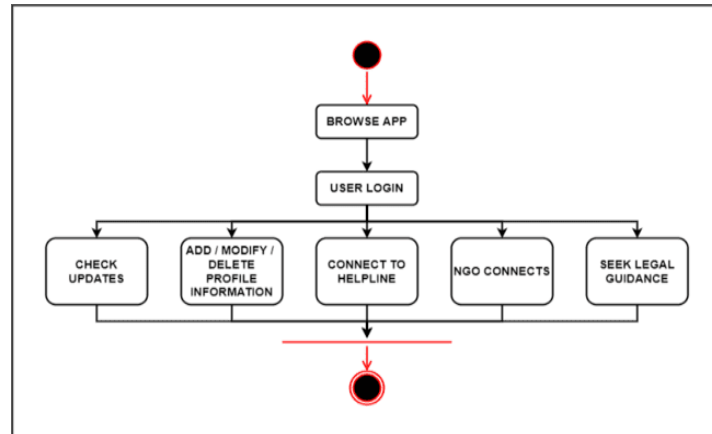 BROWSE APP
USER LOGIN
CHECK
UPDATES
ADD / MODIFY /
DELETE
PROFILE
INFORMATION
CONNECT TO
HELPLINE
NGO CONNECTS
SEEK LEGAL
GUIDANCE